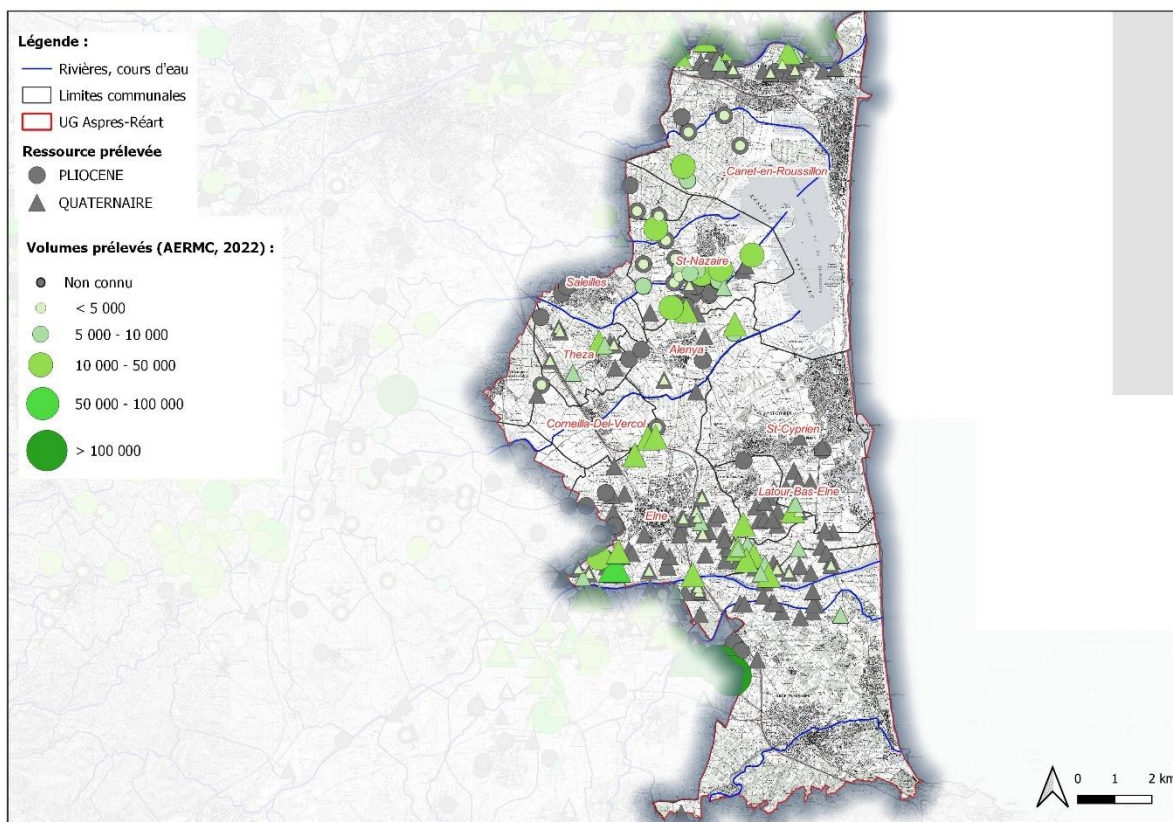 Légende :
Rivières, cours d'eau
Limites communales
UG Aspres-Réart
Ressource prélevée
PLIOCENE
QUATERNAIRE
Volumes prélevés (AERMC, 2022) :
Non connu
< 5 000
5 000 - 10 000
10 000 - 50 000
50 000 - 100 000
> 100 000
Canet-en-Roussillon
St-Nazaire
Saleilles
Theza
Alenya
Corneilla-Del-Vercol
St-Cyprien
Latour-Bas-Elne
Elne
0 1 2 km